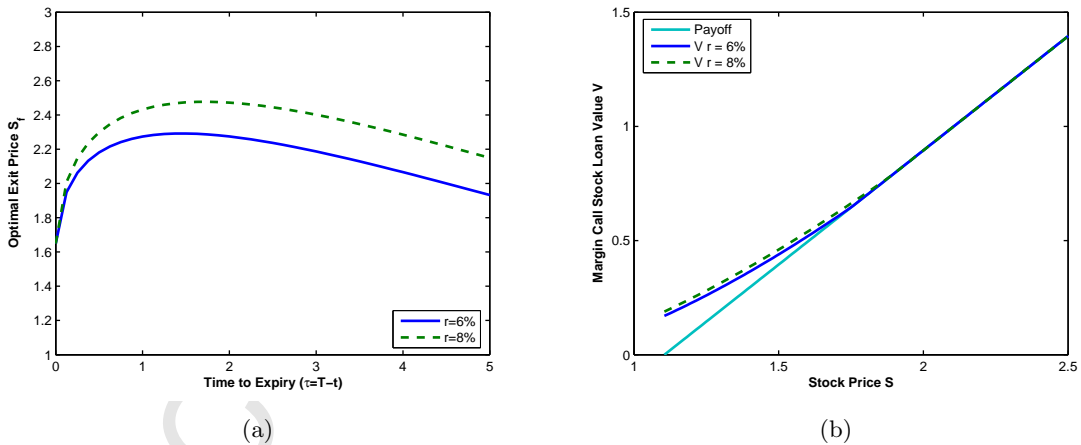 3
2.8
2.6
2.4
2.2
2
1.8
1.6
1.4
1.2
1
Optimal Exit Price S_f
0 1 2 3 4 5
Time to Expiry (τ=T−t)
r=6%
r=8%
(a)
1.5
1
0.5
0
Margin Call Stock Loan Value V
1 1.5 2 2.5
Stock Price S
Payoff
V r = 6%
V r = 8%
(b)